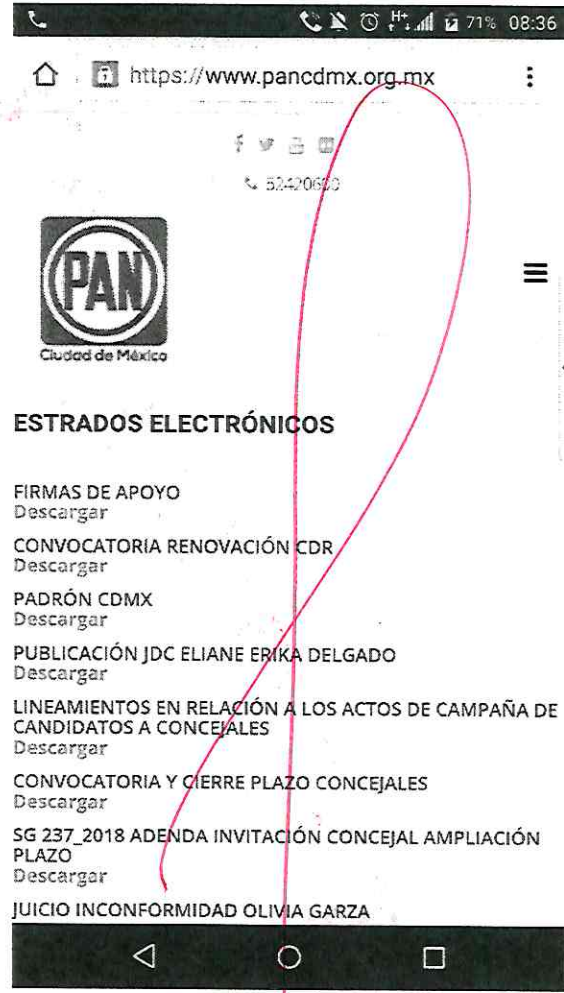 71% 08:36
https://www.pancdmx.org.mx
PAN
Ciudad de México
ESTRADOS ELECTRÓNICOS
FIRMAS DE APOYO
Descargar
CONVOCATORIA RENOVACIÓN CDR
Descargar
PADRÓN CDMX
Descargar
PUBLICACIÓN JDC ELIANE ERIKA DELGADO
Descargar
LINEAMIENTOS EN RELACIÓN A LOS ACTOS DE CAMPAÑA DE
CANDIDATOS A CONCEJALES
Descargar
CONVOCATORIA Y CIERRE PLAZO CONCEJALES
Descargar
SG 237_2018 ADENDA INVITACIÓN CONCEJAL AMPLIACIÓN
PLAZO
Descargar
JUICIO INCONFORMIDAD OLIVIA GARZA